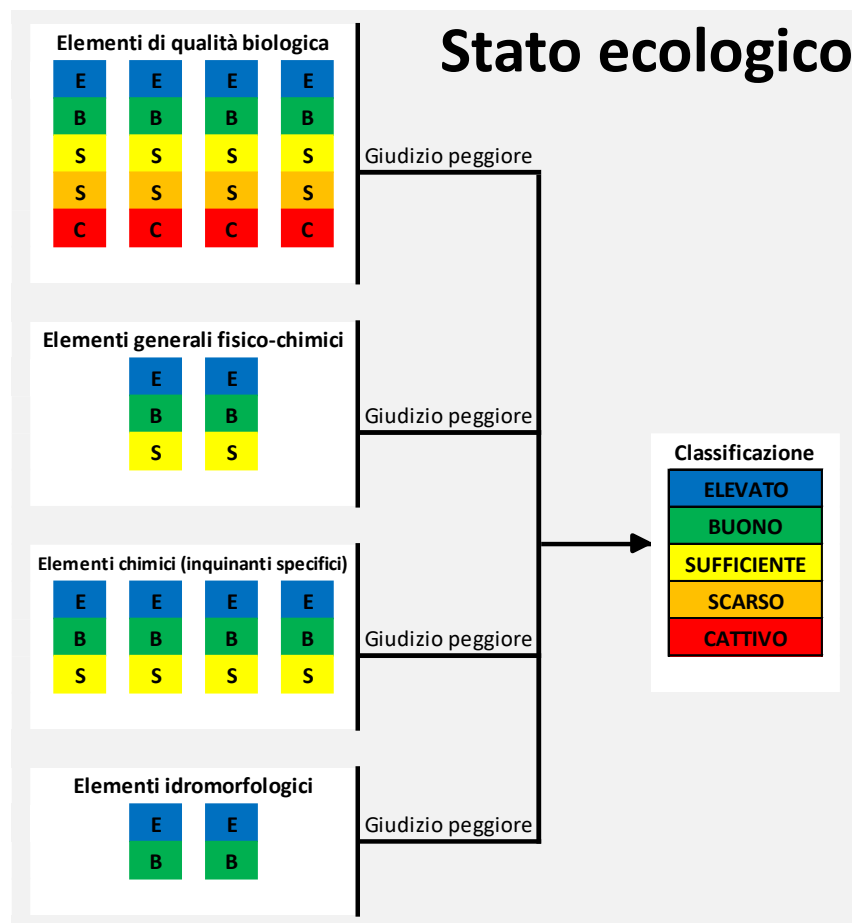 Stato ecologico
Elementi di qualità biologica
E E E E
B B B B
S S S S
S S S S
C C C C
Giudizio peggiore
Elementi generali fisico-chimici
E E
B B
S S
Giudizio peggiore
Elementi chimici (inquinanti specifici)
E E E E
B B B B
S S S S
Giudizio peggiore
Elementi idromorfologici
E E
B B
Giudizio peggiore
Classificazione
ELEVATO
BUONO
SUFFICIENTE
SCARSO
CATTIVO